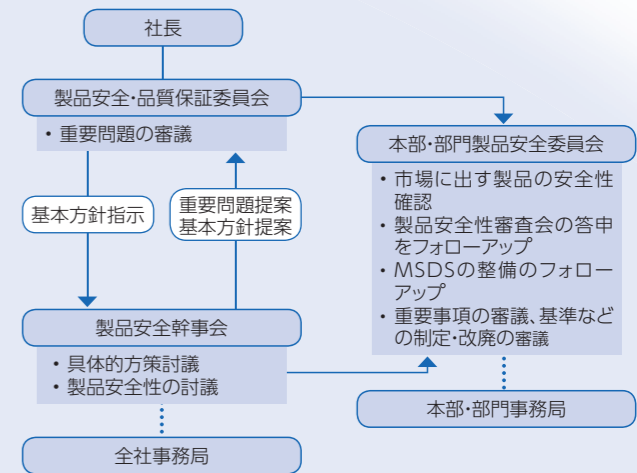 社長
製品安全・品質保証委員会
・重要問題の審議
基本方針指示
重要問題提案
基本方針提案
製品安全幹事会
・具体的方策討議
・製品安全性の討議
全社事務局
本部・部門製品安全委員会
・市場に出す製品の安全性
確認
・製品安全性審査会の答申
をフォローアップ
・MSDSの整備のフォロー
アップ
・重要事項の審議、基準など
の制定・改廃の審議
本部・部門事務局